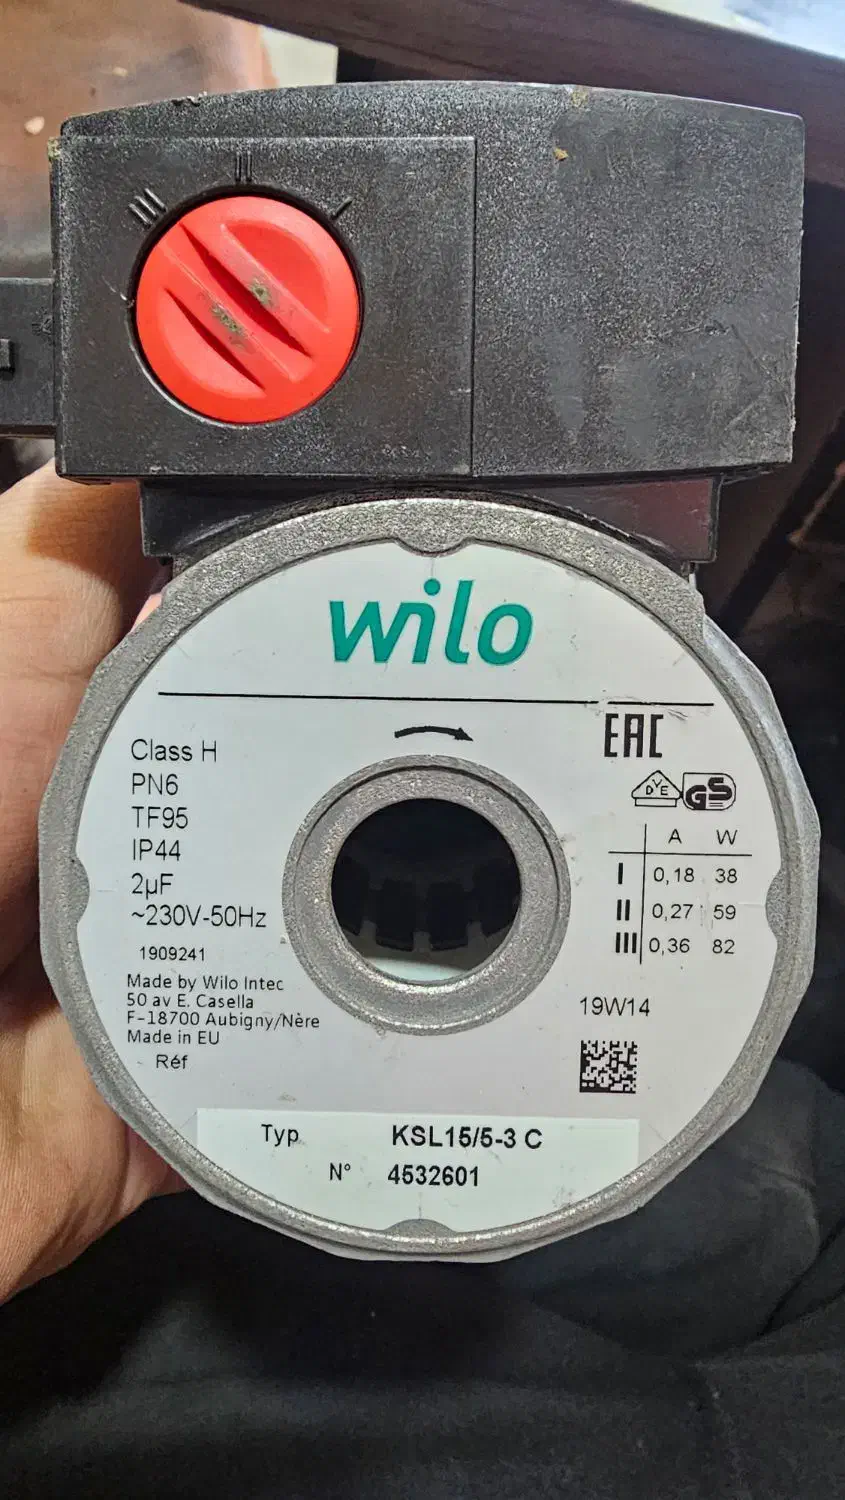 III II I
wilo
EAC
Class H
PN6
TF95
IP44
2µF
~230V-50Hz
1909241
Made by Wilo Intec
50 av E. Casella
F-18700 Aubigny/Nère
Made in EU
Réf
DVE GS
A W
I 0,18 38
II 0,27 59
III 0,36 82
19W14
Typ KSL15/5-3 C
N° 4532601